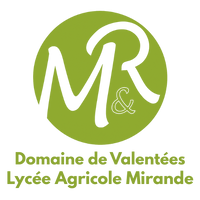 M&R
Domaine de Valentées
Lycée Agricole Mirande